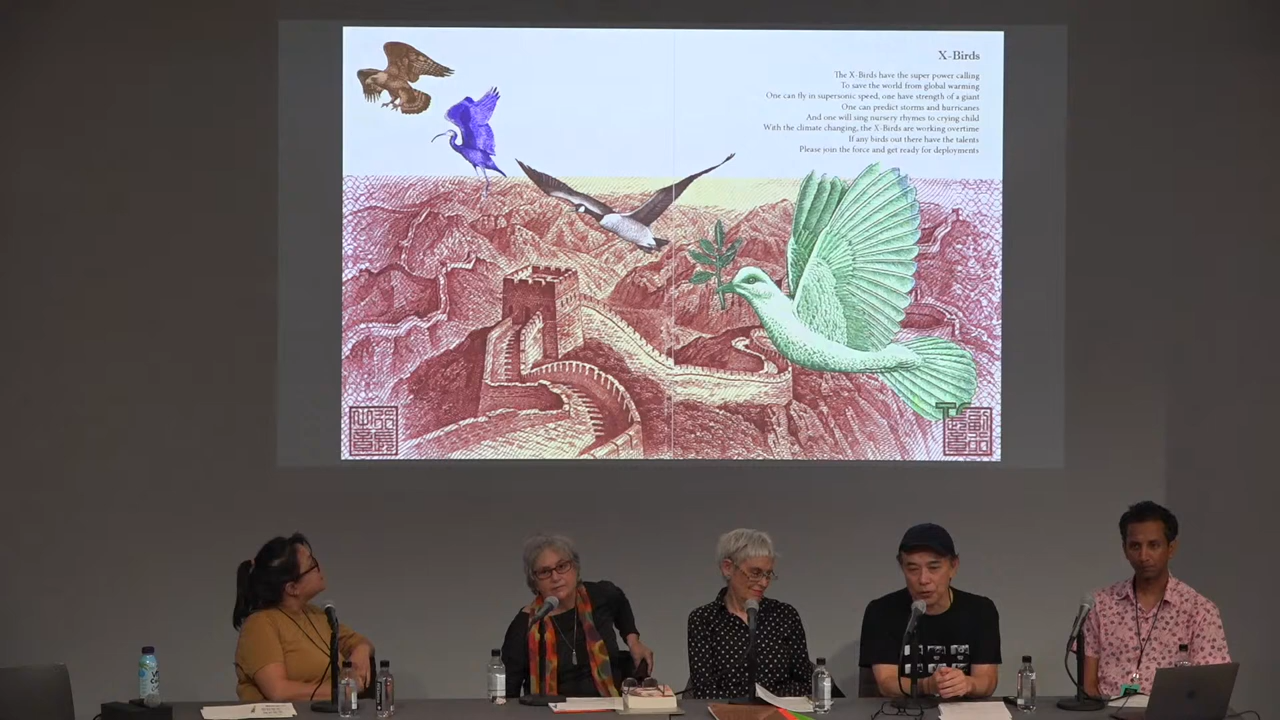 X-Birds
The X-Birds have the super power calling
To save the world from global warming
One can fly in supersonic speed, one have strength of a giant
One can predict storms and hurricanes
And one will sing nursery rhymes to crying child
With the climate changing, the X-Birds are working overtime
If any birds out there have the talents
Please join the force and get ready for deployments